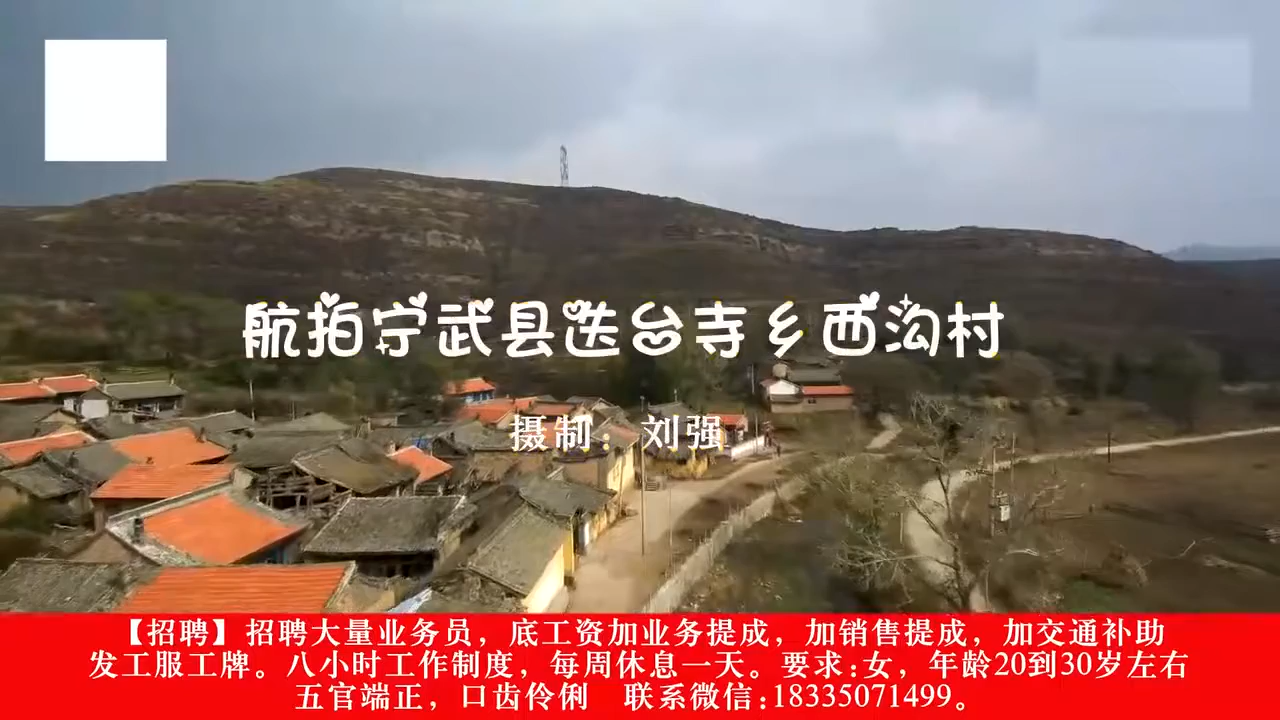 航拍宁武县迭台寺乡西沟村
摄制：刘强
【招聘】招聘大量业务员，底工资加业务提成，加销售提成，加交通补助
发工服工牌。八小时工作制度，每周休息一天。要求:女，年龄20到30岁左右
五官端正，口齿伶俐 联系微信:18335071499。